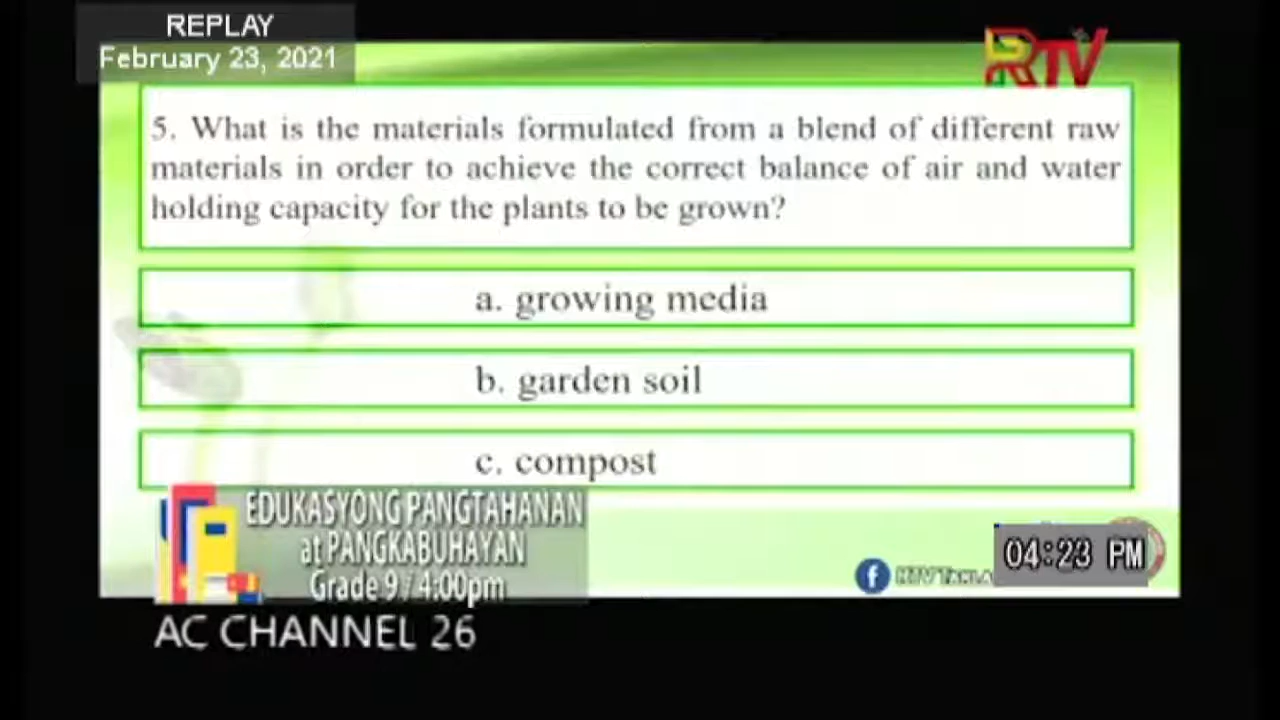 REPLAY
February 23, 2021
RTV
5. What is the materials formulated from a blend of different raw
materials in order to achieve the correct balance of air and water
holding capacity for the plants to be grown?
a. growing media
b. garden soil
c. compost
EDUKASYONG PANGTAHANAN
at PANGKABUHAYAN
Grade 9 / 4:00pm
04:23 PM
AC CHANNEL 26